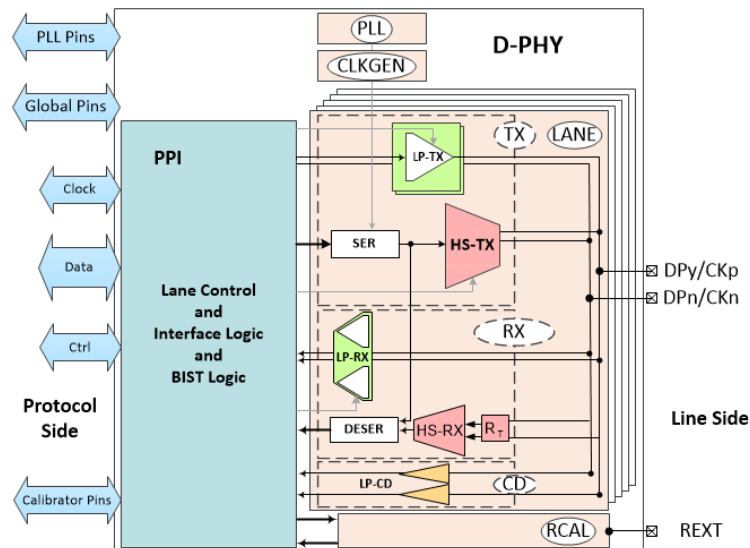 PLL Pins
PLL
D-PHY
CLKGEN
Global Pins
TX
LANE
PPI
LP-TX
Clock
SER
HS-TX
Data
DPy/CKp
Lane Control
and
Interface Logic
and
BIST Logic
DPn/CKn
RX
Ctrl
LP-RX
Protocol
Side
Line Side
DESER
HS-RX
RT
LP-CD
CD
Calibrator Pins
RCAL
REXT